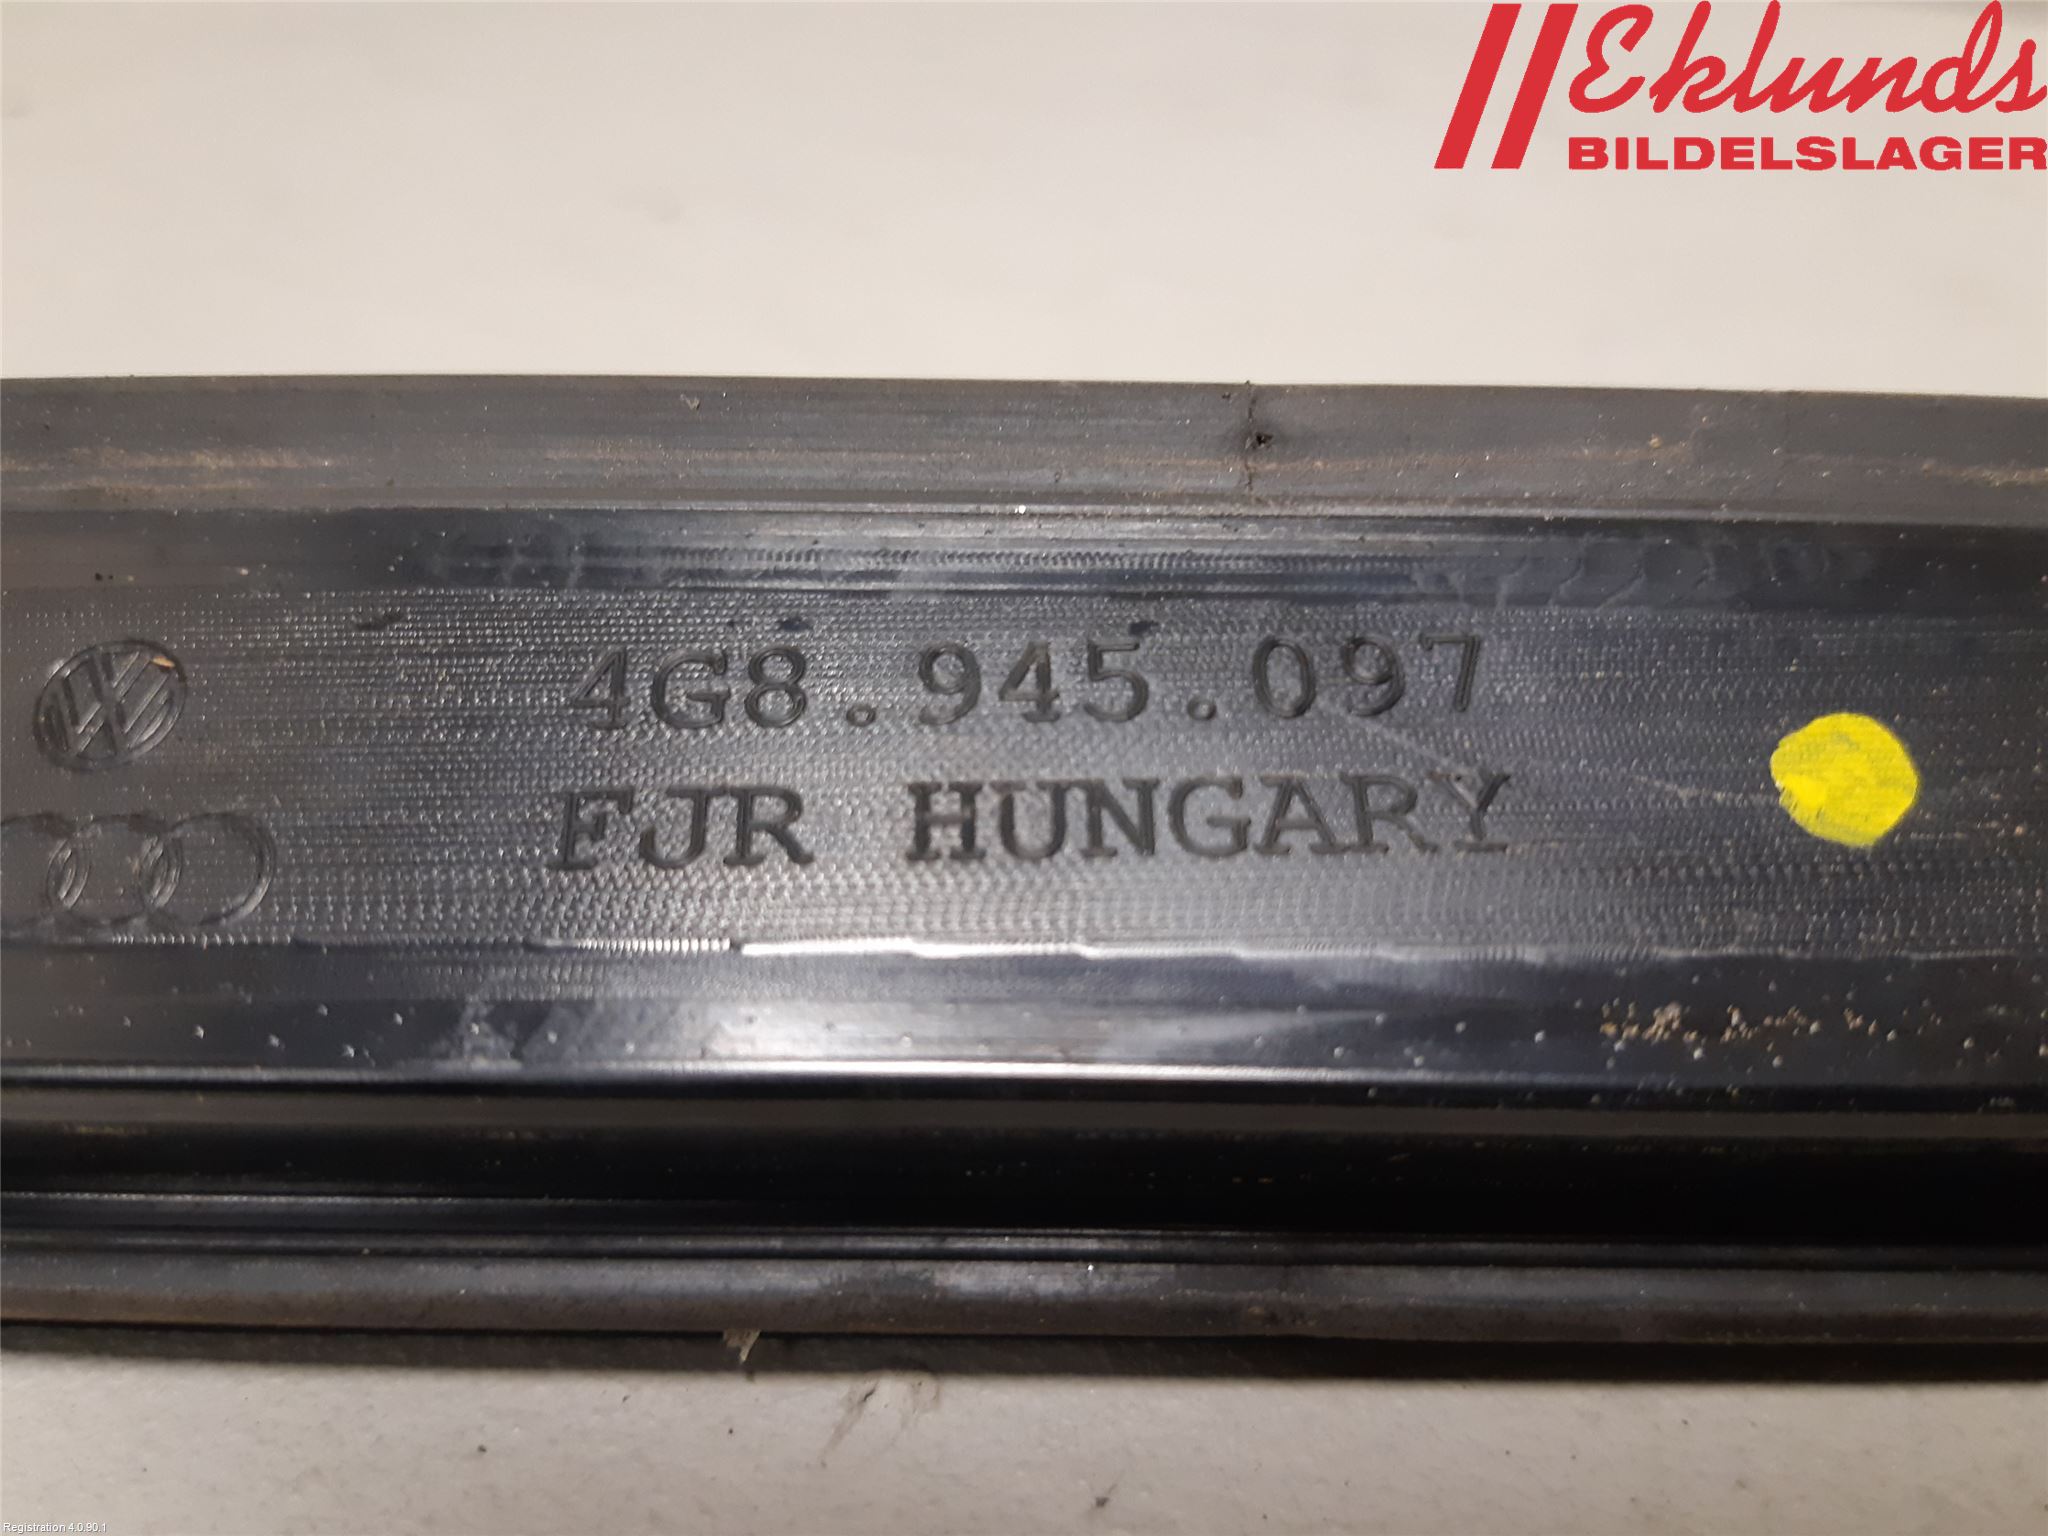 Eklunds
BILDELSLAGER
4G8.945.097
FJR HUNGARY
Registration 4.0.90.1